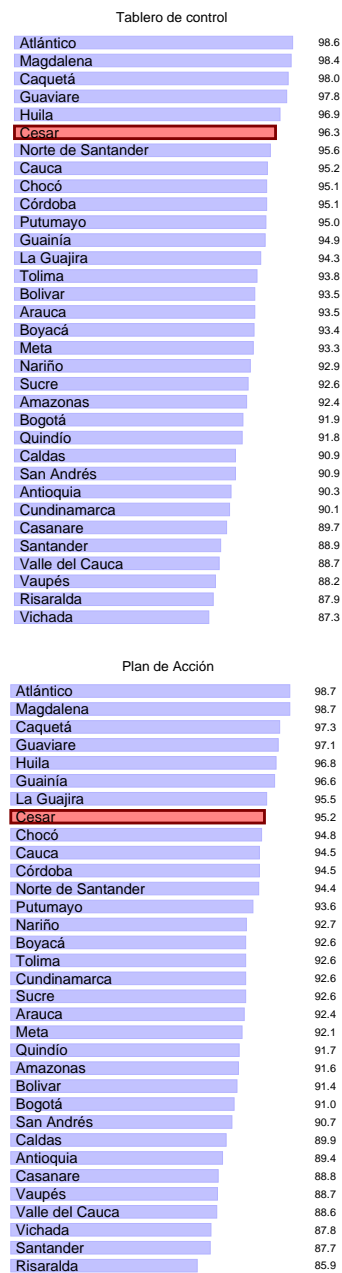 Tablero de control
Atlántico 98.6
Magdalena 98.4
Caquetá 98.0
Guaviare 97.8
Huila 96.9
Cesar 96.3
Norte de Santander 95.6
Cauca 95.2
Chocó 95.1
Córdoba 95.1
Putumayo 95.0
Guainía 94.9
La Guajira 94.3
Tolima 93.8
Bolivar 93.5
Arauca 93.5
Boyacá 93.4
Meta 93.3
Nariño 92.9
Sucre 92.6
Amazonas 92.4
Bogotá 91.9
Quindío 91.8
Caldas 90.9
San Andrés 90.9
Antioquia 90.3
Cundinamarca 90.1
Casanare 89.7
Santander 88.9
Valle del Cauca 88.7
Vaupés 88.2
Risaralda 87.9
Vichada 87.3
Plan de Acción
Atlántico 98.7
Magdalena 98.7
Caquetá 97.3
Guaviare 97.1
Huila 96.8
Guainía 96.6
La Guajira 95.5
Cesar 95.2
Chocó 94.8
Cauca 94.5
Córdoba 94.5
Norte de Santander 94.4
Putumayo 93.6
Nariño 92.7
Boyacá 92.6
Tolima 92.6
Cundinamarca 92.6
Sucre 92.6
Arauca 92.4
Meta 92.1
Quindío 91.7
Amazonas 91.6
Bolivar 91.4
Bogotá 91.0
San Andrés 90.7
Caldas 89.9
Antioquia 89.4
Casanare 88.8
Vaupés 88.7
Valle del Cauca 88.6
Vichada 87.8
Santander 87.7
Risaralda 85.9